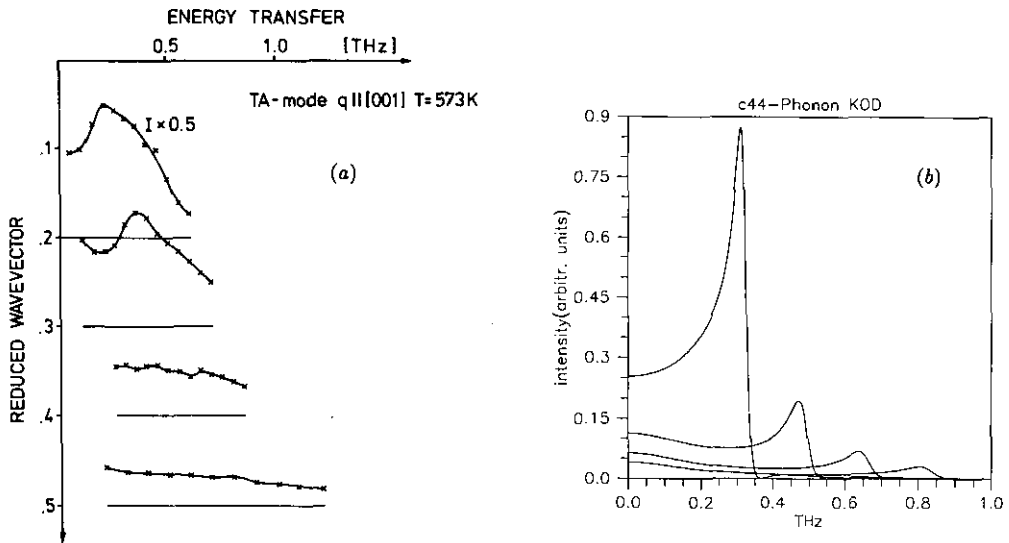 ENERGY TRANSFER
0.5 1.0 [THz]
TA-mode q II [001] T=573K
I × 0.5
(a)
REDUCED WAVEVECTOR
.1
.2
.3
.4
.5
c44-Phonon KOD
(b)
intensity(arbitr. units)
0.9
0.75
0.6
0.45
0.3
0.15
0.0
0.0 0.2 0.4 0.6 0.8 1.0
THz